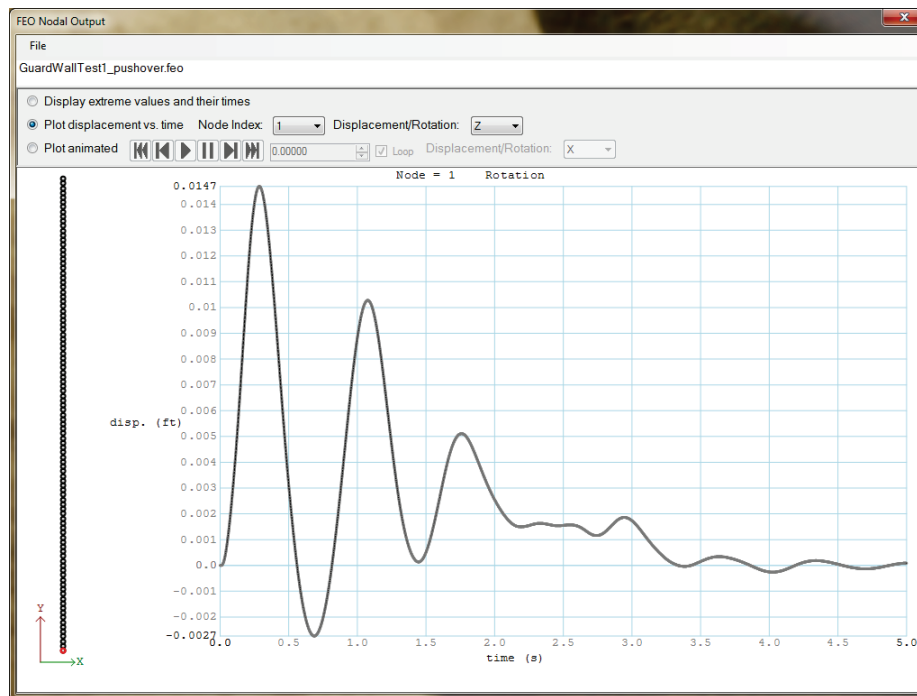 FEO Nodal Output
File
GuardWallTest1_pushover.feo
Display extreme values and their times
Plot displacement vs. time Node Index: 1 Displacement/Rotation: Z
Plot animated 0.00000 Loop Displacement/Rotation: X
Node = 1 Rotation
0.0147
0.014
0.013
0.012
0.011
0.01
0.009
0.008
0.007
0.006
disp. (ft)
0.005
0.004
0.003
0.002
0.001
0.0
-0.001
-0.002
-0.0027
Y
X
0.0 0.5 1.0 1.5 2.0 2.5 3.0 3.5 4.0 4.5 5.0
time (s)